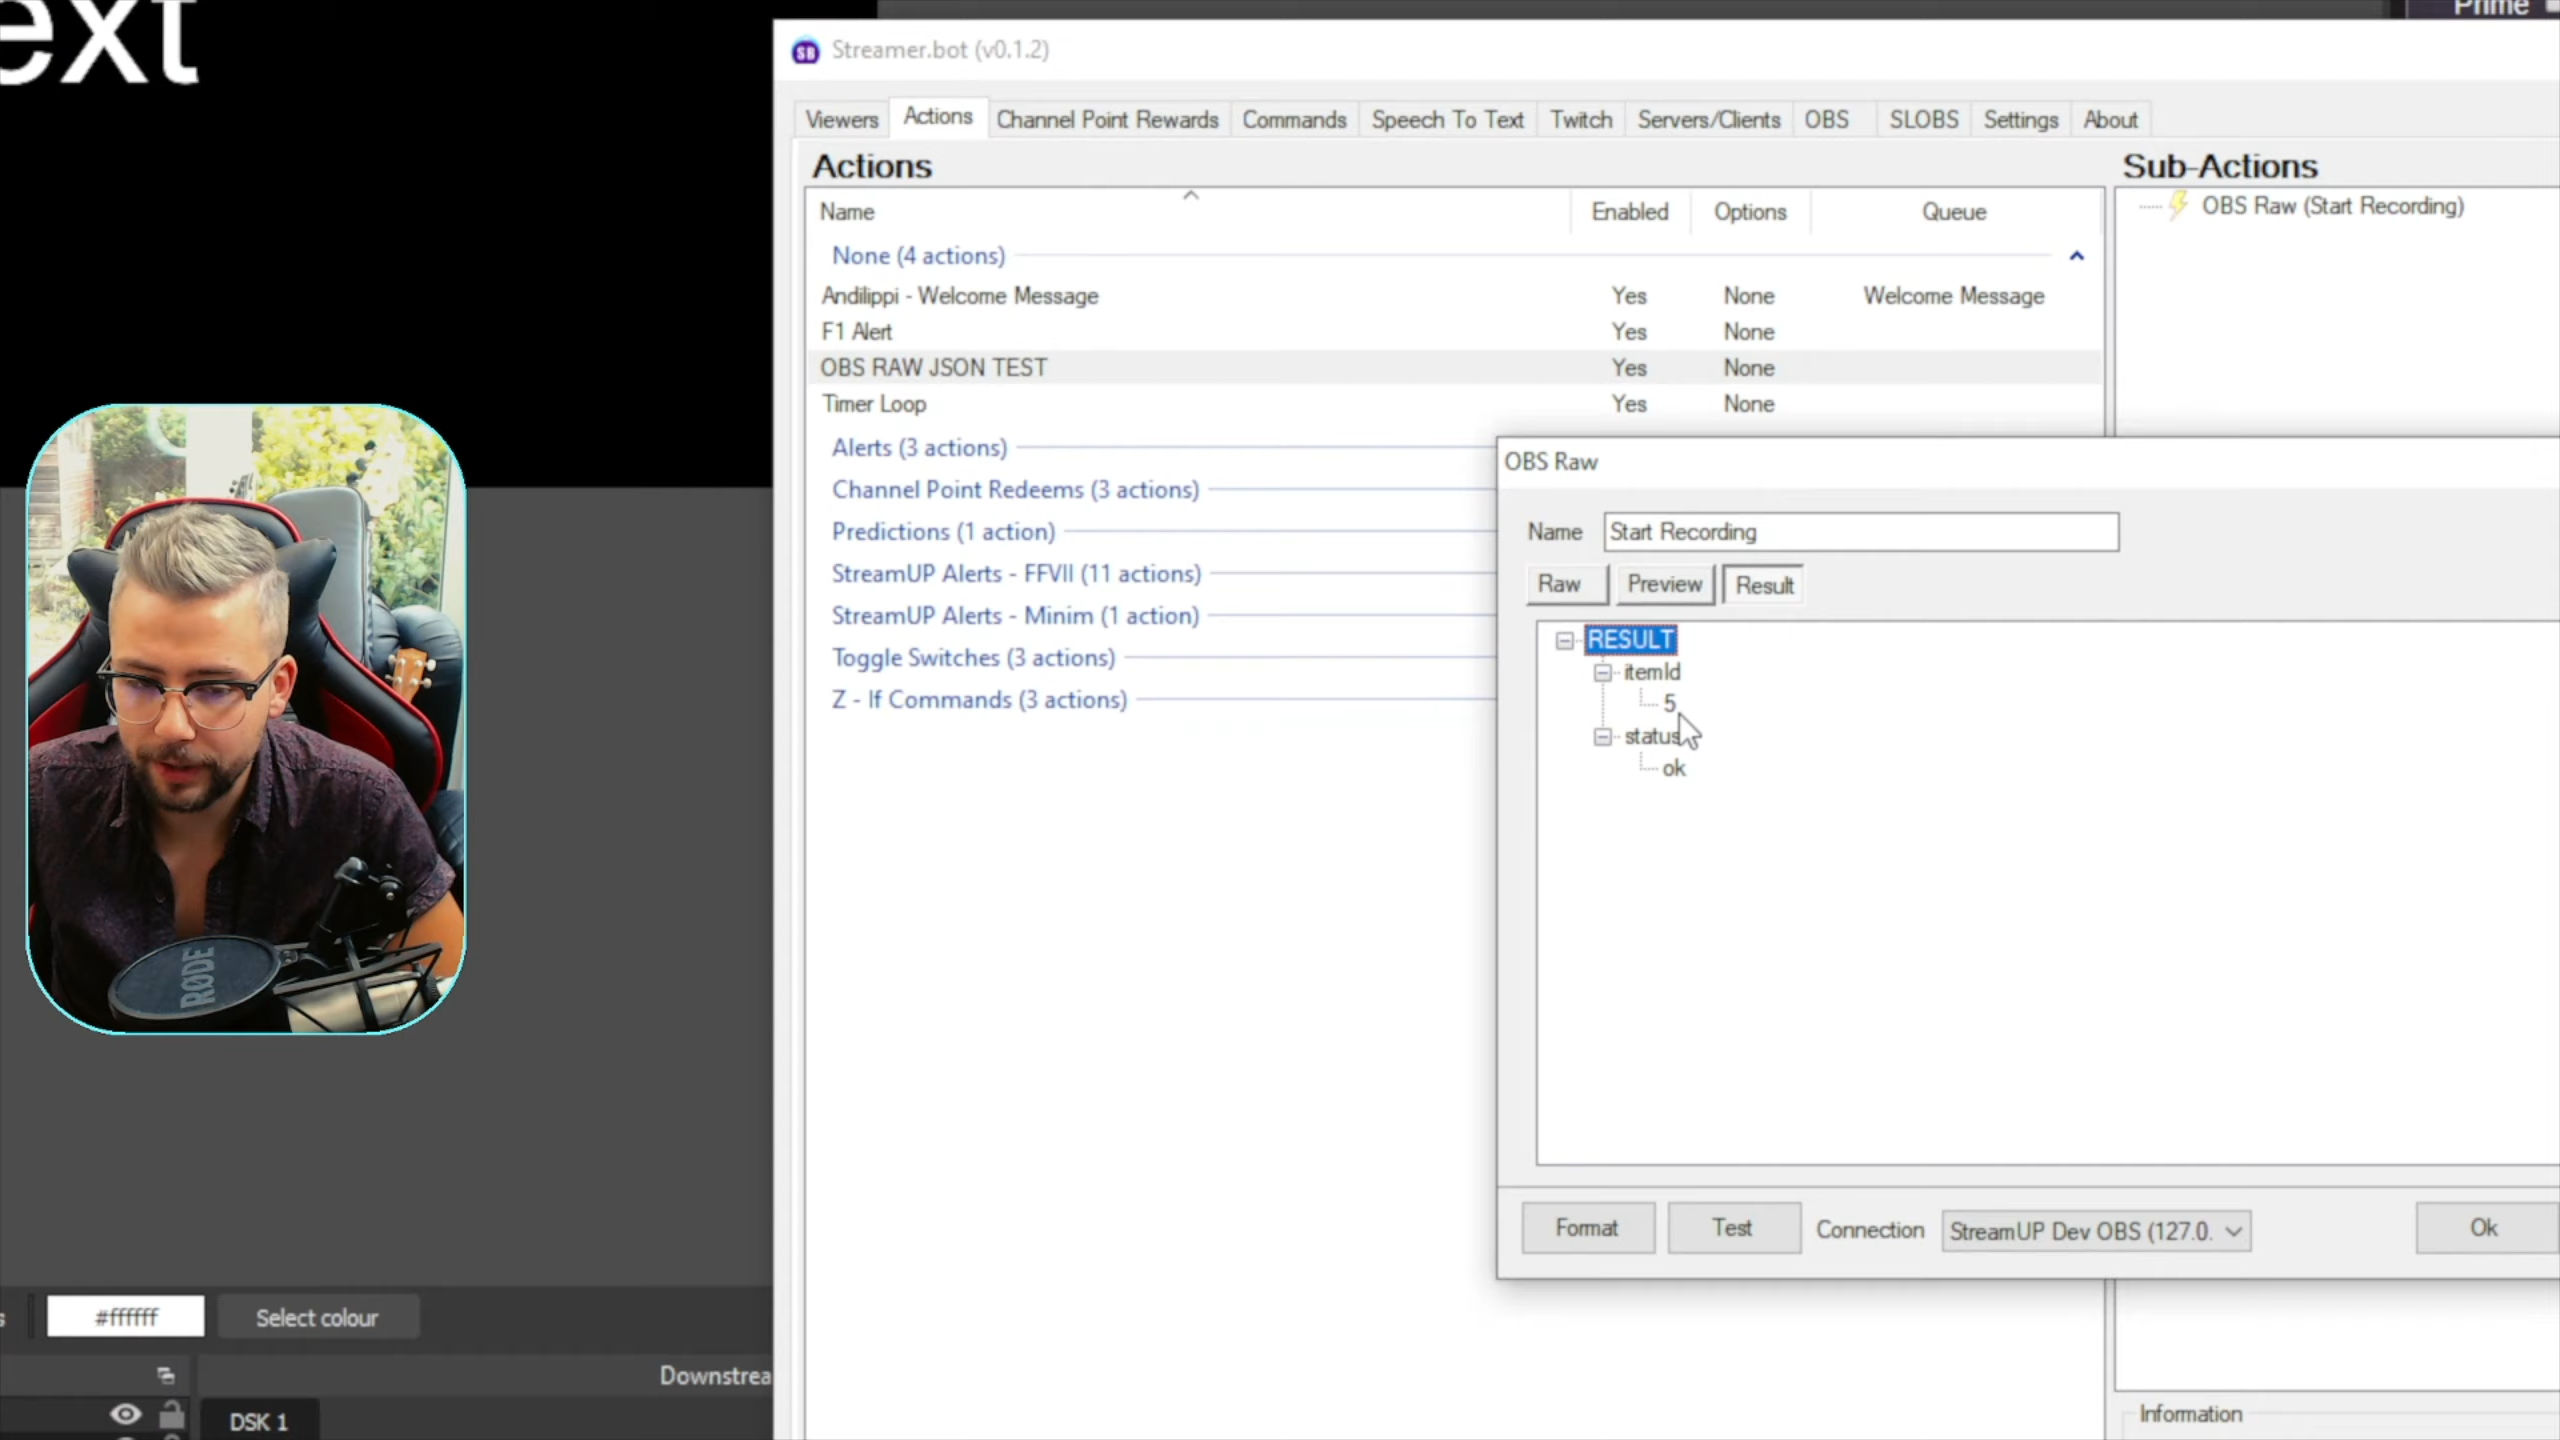 ext
Prime
SB Streamer.bot (v0.1.2)
Viewers Actions Channel Point Rewards Commands Speech To Text Twitch Servers/Clients OBS SLOBS Settings About
Actions
Sub-Actions
OBS Raw (Start Recording)
Name Enabled Options Queue
None (4 actions)
Andilippi - Welcome Message Yes None Welcome Message
F1 Alert Yes None
OBS RAW JSON TEST Yes None
Timer Loop Yes None
Alerts (3 actions)
Channel Point Redeems (3 actions)
Predictions (1 action)
StreamUP Alerts - FFVII (11 actions)
StreamUP Alerts - Minim (1 action)
Toggle Switches (3 actions)
Z - If Commands (3 actions)
OBS Raw
Name Start Recording
Raw Preview Result
RESULT
itemId
5
status
ok
Format Test Connection StreamUP Dev OBS (127.0. Ok
RØDE
s #ffffff Select colour
Downstrea
DSK 1
Information